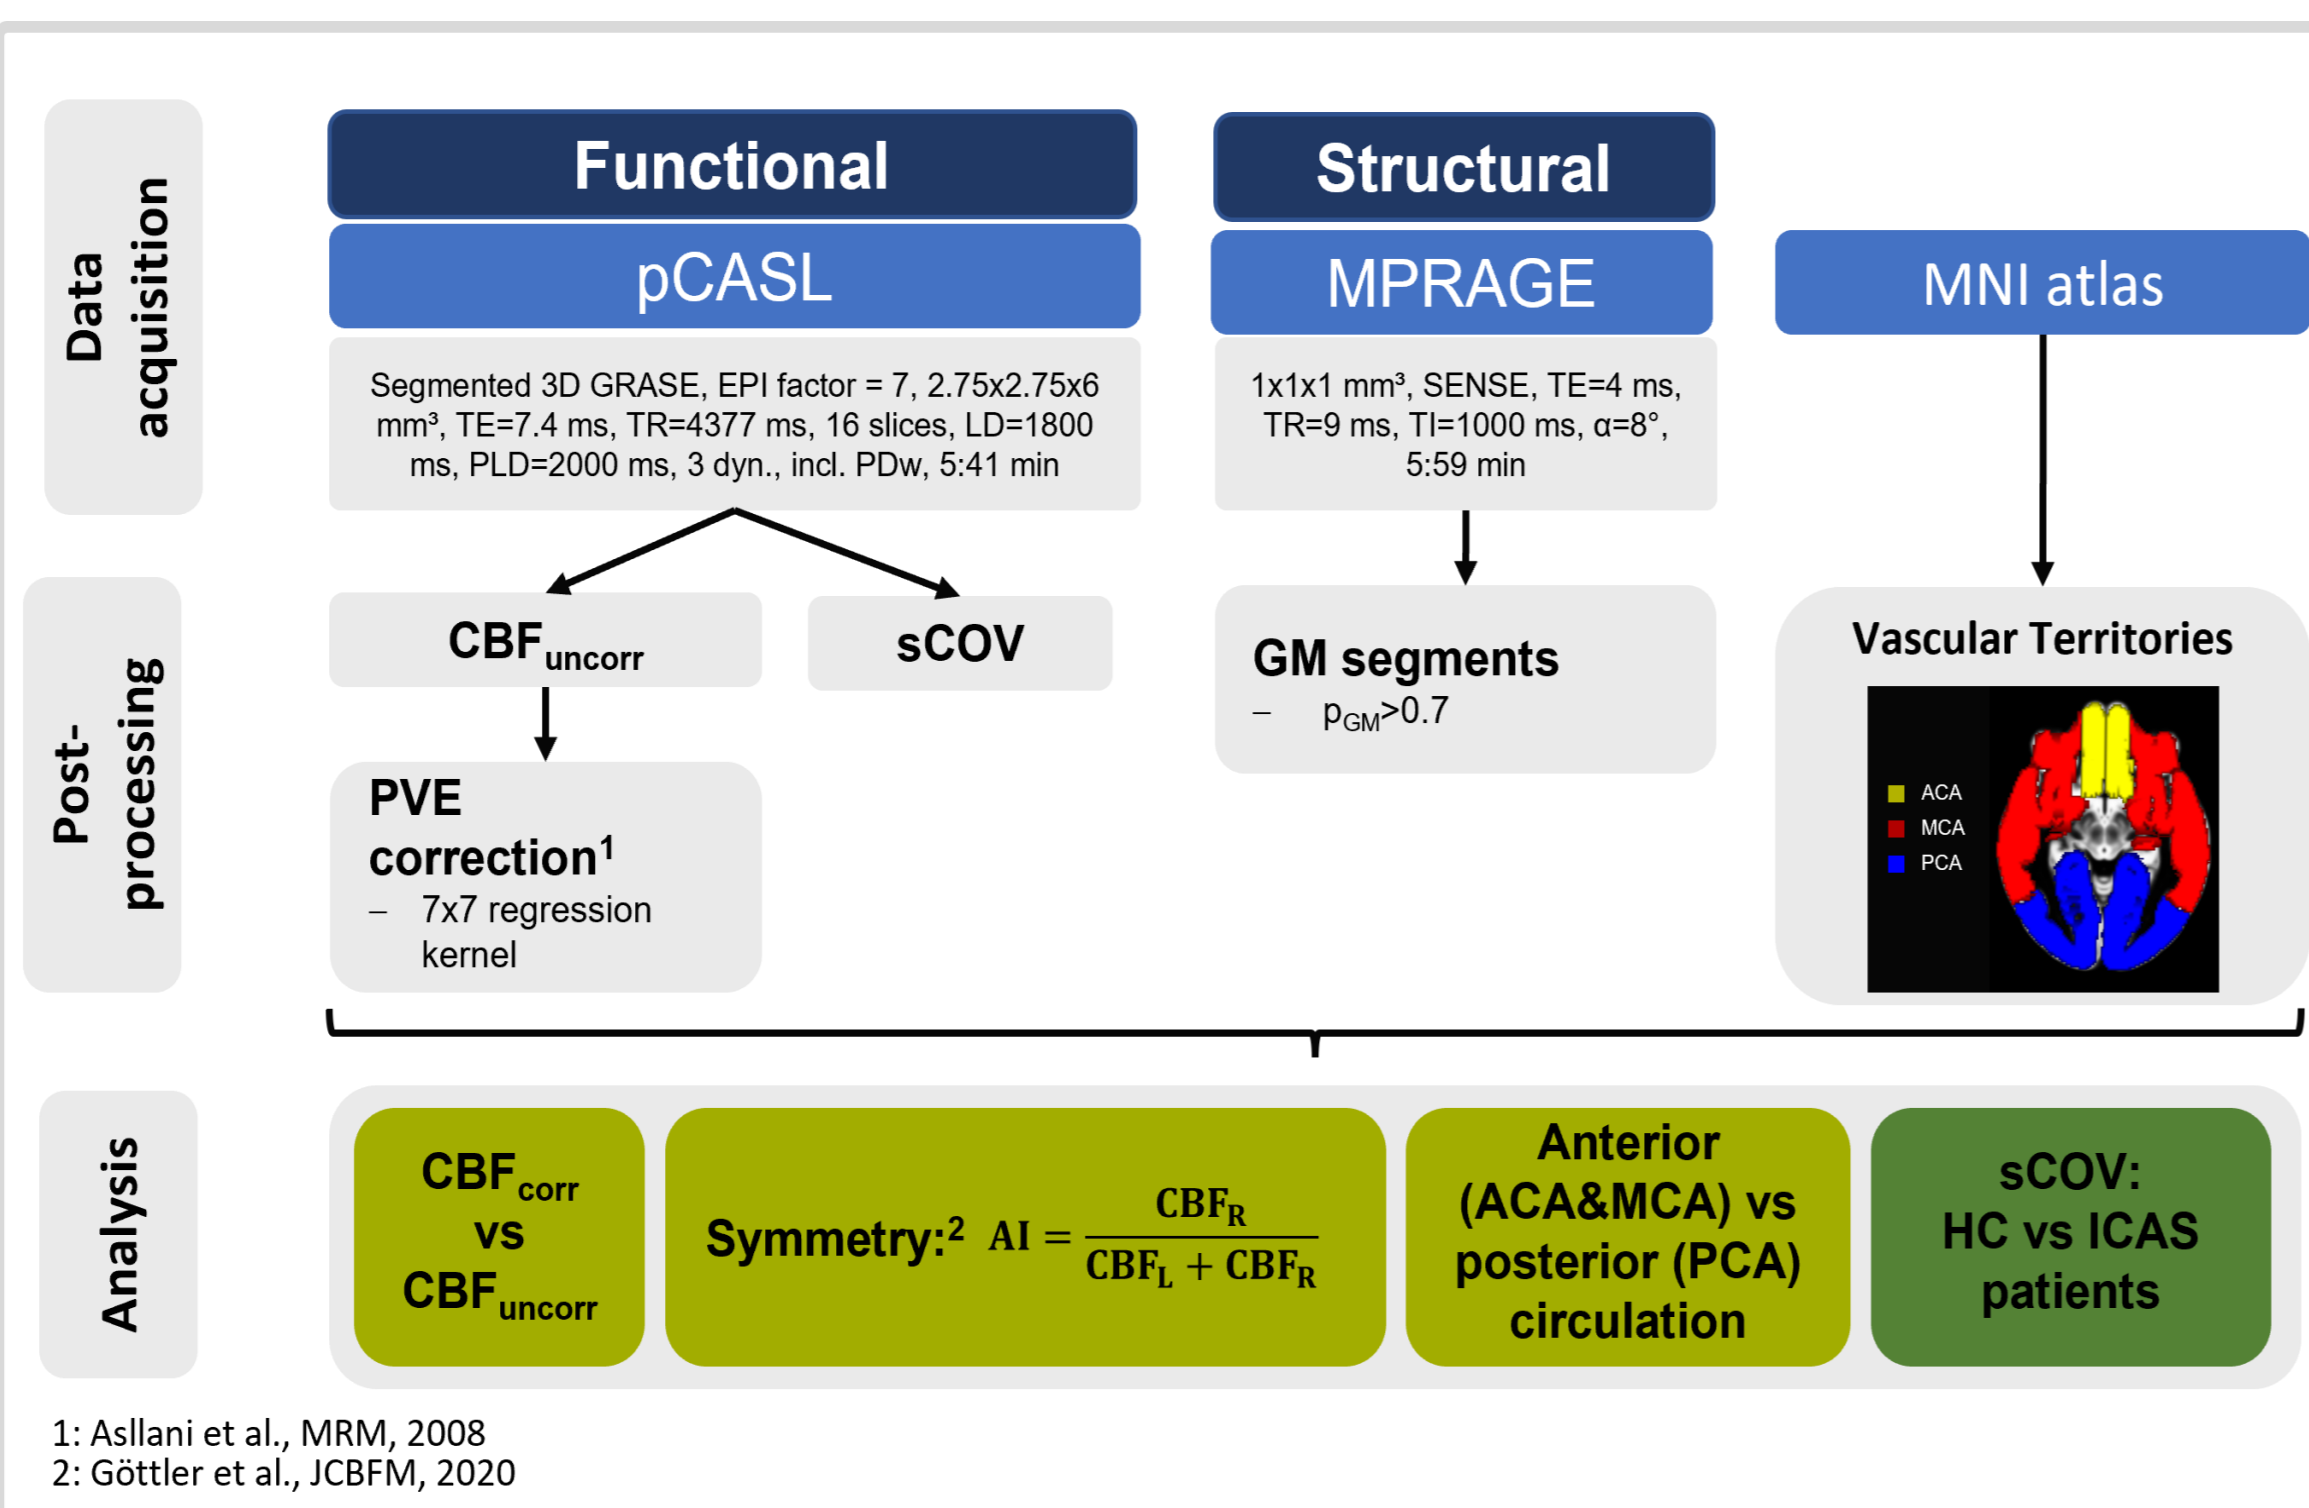 Data
acquisition
Functional
Structural
pCASL
MPRAGE
MNI atlas
Segmented 3D GRASE, EPI factor = 7, 2.75x2.75x6
mm³, TE=7.4 ms, TR=4377 ms, 16 slices, LD=1800
ms, PLD=2000 ms, 3 dyn., incl. PDw, 5:41 min
1x1x1 mm³, SENSE, TE=4 ms,
TR=9 ms, TI=1000 ms, α=8°,
5:59 min
Post-
processing
CBFuncorr
sCOV
GM segments
– pGM>0.7
Vascular Territories
ACA
MCA
PCA
PVE
correction¹
– 7x7 regression
kernel
Analysis
CBFcorr
vs
CBFuncorr
Symmetry:² AI = CBFR / (CBFL + CBFR)
Anterior
(ACA&MCA) vs
posterior (PCA)
circulation
sCOV:
HC vs ICAS
patients
1: Asllani et al., MRM, 2008
2: Göttler et al., JCBFM, 2020